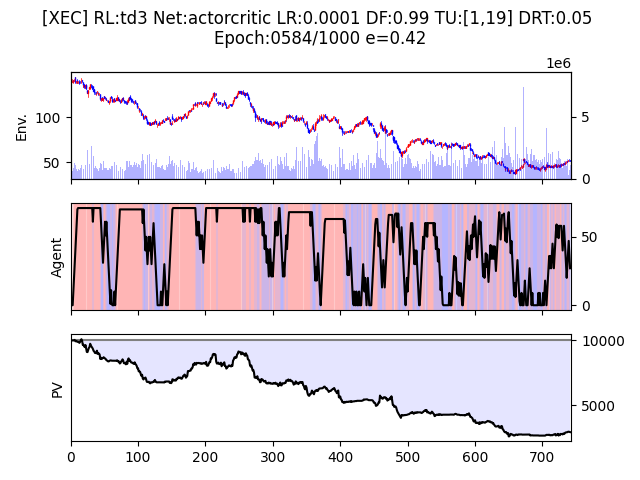 [XEC] RL:td3 Net:actorcritic LR:0.0001 DF:0.99 TU:[1,19] DRT:0.05
Epoch:0584/1000 e=0.42
1e6
Env.
100
50
5
0
Agent
50
0
PV
10000
5000
0 100 200 300 400 500 600 700